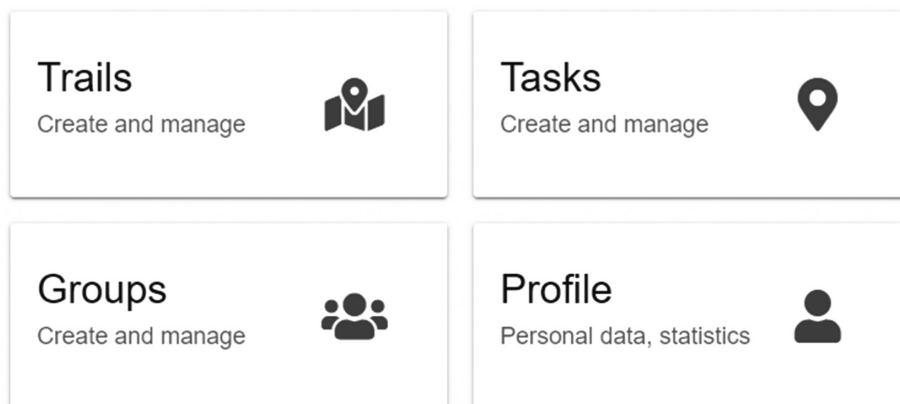 Trails
Create and manage
Tasks
Create and manage
Groups
Create and manage
Profile
Personal data, statistics